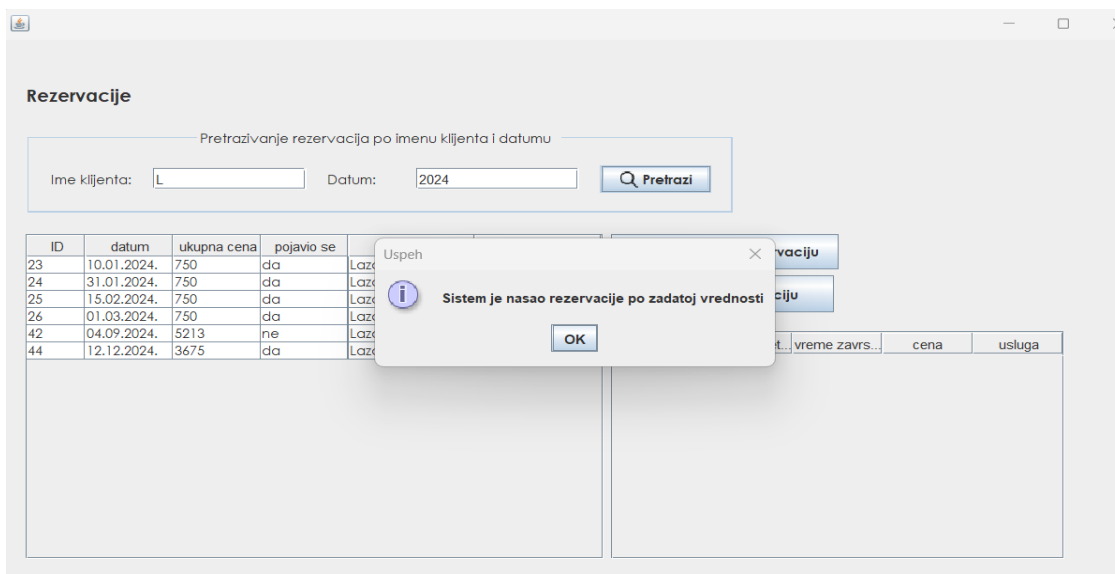 Rezervacije
Pretrazivanje rezervacija po imenu klijenta i datumu
Ime klijenta: L Datum: 2024 Pretrazi
ID datum ukupna cena pojavio se
23 10.01.2024. 750 da
24 31.01.2024. 750 da
25 15.02.2024. 750 da
26 01.03.2024. 750 da
42 04.09.2024. 5213 ne
44 12.12.2024. 3675 da
Uspeh
Sistem je nasao rezervacije po zadatoj vrednosti
OK
vreme zavrs... cena usluga